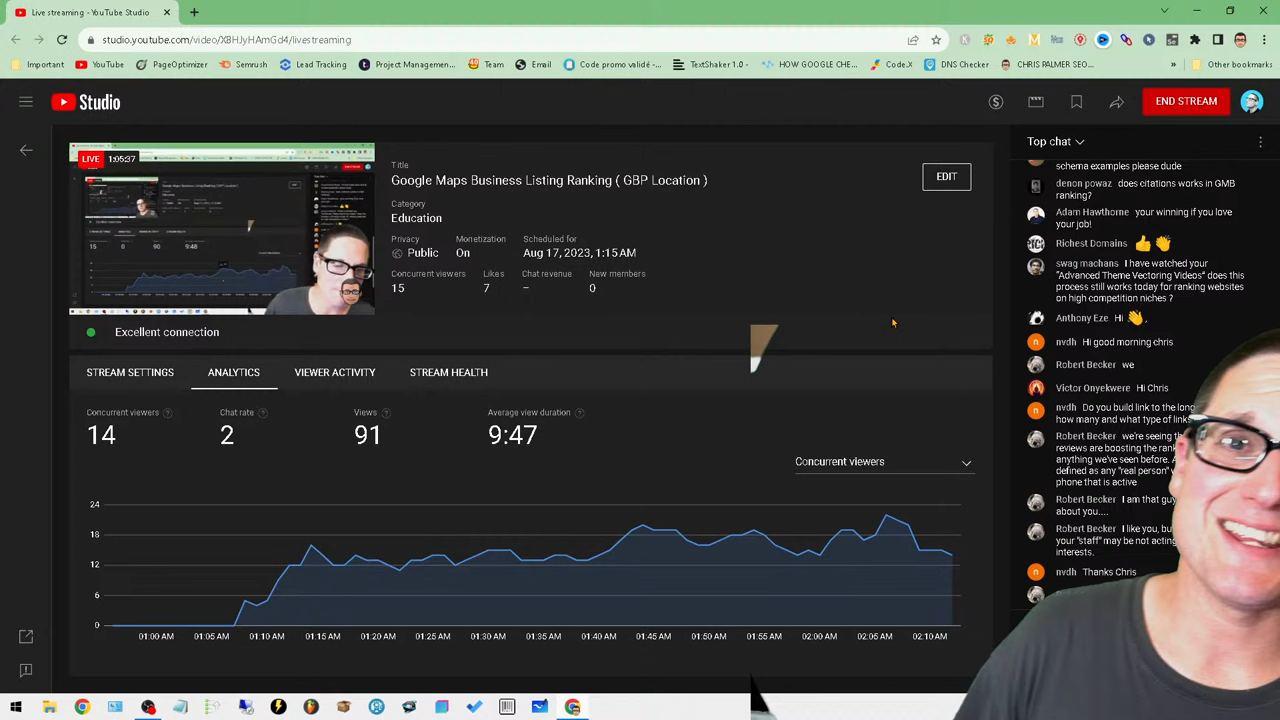 Live streaming - YouTube Studio
studio.youtube.com/video/X8HJyHAmGd4/livestreaming
Important
YouTube
PageOptimizer
Semrush
Lead Tracking
Project Managemen...
Team
Email
Code promo validé -...
TextShaker 1.0 -
HOW GOOGLE CHE...
Code.X
DNS Checker
CHRIS PALMER SEO...
Other bookmarks
Studio
END STREAM
LIVE 1:05:37
Title
Google Maps Business Listing Ranking ( GBP Location )
EDIT
Category
Education
Privacy Monetization Scheduled for
Public On Aug 17, 2023, 1:15 AM
Concurrent viewers Likes Chat revenue New members
15 7 – 0
Excellent connection
STREAM SETTINGS ANALYTICS VIEWER ACTIVITY STREAM HEALTH
Concurrent viewers Chat rate Views Average view duration
14 2 91 9:47
Concurrent viewers
24
18
12
6
0
01:00 AM 01:05 AM 01:10 AM 01:15 AM 01:20 AM 01:25 AM 01:30 AM 01:35 AM 01:40 AM 01:45 AM 01:50 AM 01:55 AM 02:00 AM 02:05 AM 02:10 AM
Top chat
schema examples please dude
denon powaz does citations works in GMB
ranking?
Adam Hawthorne your winning if you love
your job!
Richest Domains 👍 👏
swag machans I have watched your
"Advanced Theme Vectoring Videos" does this
process still works today for ranking websites
on high competition niches ?
Anthony Eze Hi 👋,
nvdh Hi good morning chris
Robert Becker we
Victor Onyekwere Hi Chris
nvdh Do you build link to the long
how many and what type of links
Robert Becker we're seeing th
reviews are boosting the rank
anything we've seen before. A
defined as any "real person" w
phone that is active
Robert Becker I am that guy
about you....
Robert Becker I like you, bu
your "staff" may be not acting
interests.
nvdh Thanks Chris